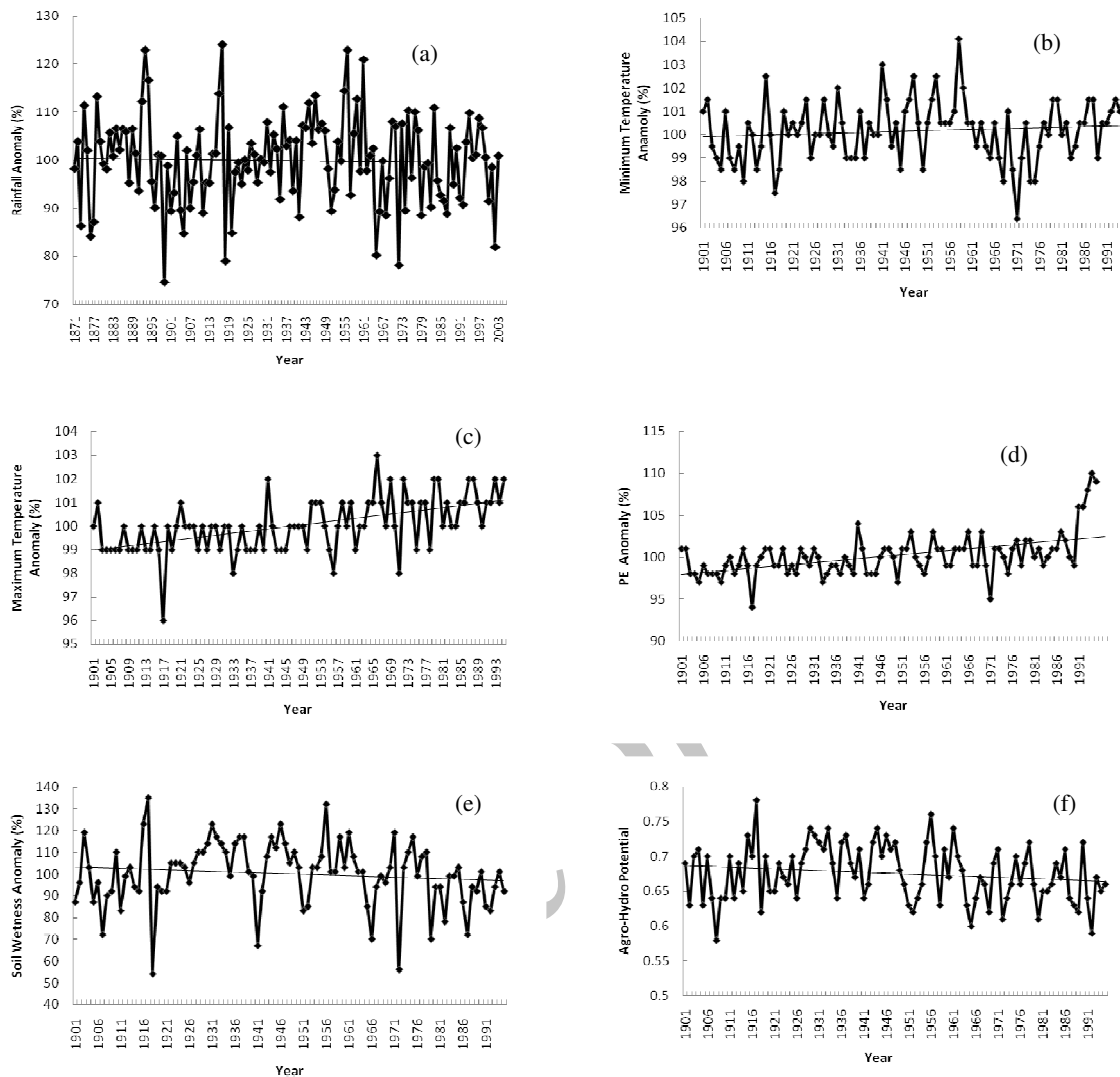 (a)
Rainfall Anomaly (%)
130
120
110
100
90
80
70
1871 1877 1883 1889 1895 1901 1907 1913 1919 1925 1931 1937 1943 1949 1955 1961 1967 1973 1979 1985 1991 1997 2003
Year
(b)
Minimum Temperature
Anamoly (%)
105
104
103
102
101
100
99
98
97
96
1901 1906 1911 1916 1921 1926 1931 1936 1941 1946 1951 1956 1961 1966 1971 1976 1981 1986 1991
Year
(c)
Maximum Temperature
Anomaly (%)
104
103
102
101
100
99
98
97
96
95
1901 1905 1909 1913 1917 1921 1925 1929 1933 1937 1941 1945 1949 1953 1957 1961 1965 1969 1973 1977 1981 1985 1989 1993
Year
(d)
PE Anomaly (%)
115
110
105
100
95
90
1901 1906 1911 1916 1921 1926 1931 1936 1941 1946 1951 1956 1961 1966 1971 1976 1981 1986 1991
Year
(e)
Soil Wetness Anomaly (%)
140
130
120
110
100
90
80
70
60
50
40
1901 1906 1911 1916 1921 1926 1931 1936 1941 1946 1951 1956 1961 1966 1971 1976 1981 1986 1991
Year
(f)
Agro-Hydro Potential
0.8
0.75
0.7
0.65
0.6
0.55
0.5
1901 1906 1911 1916 1921 1926 1931 1936 1941 1946 1951 1956 1961 1966 1971 1976 1981 1986 1991
Year